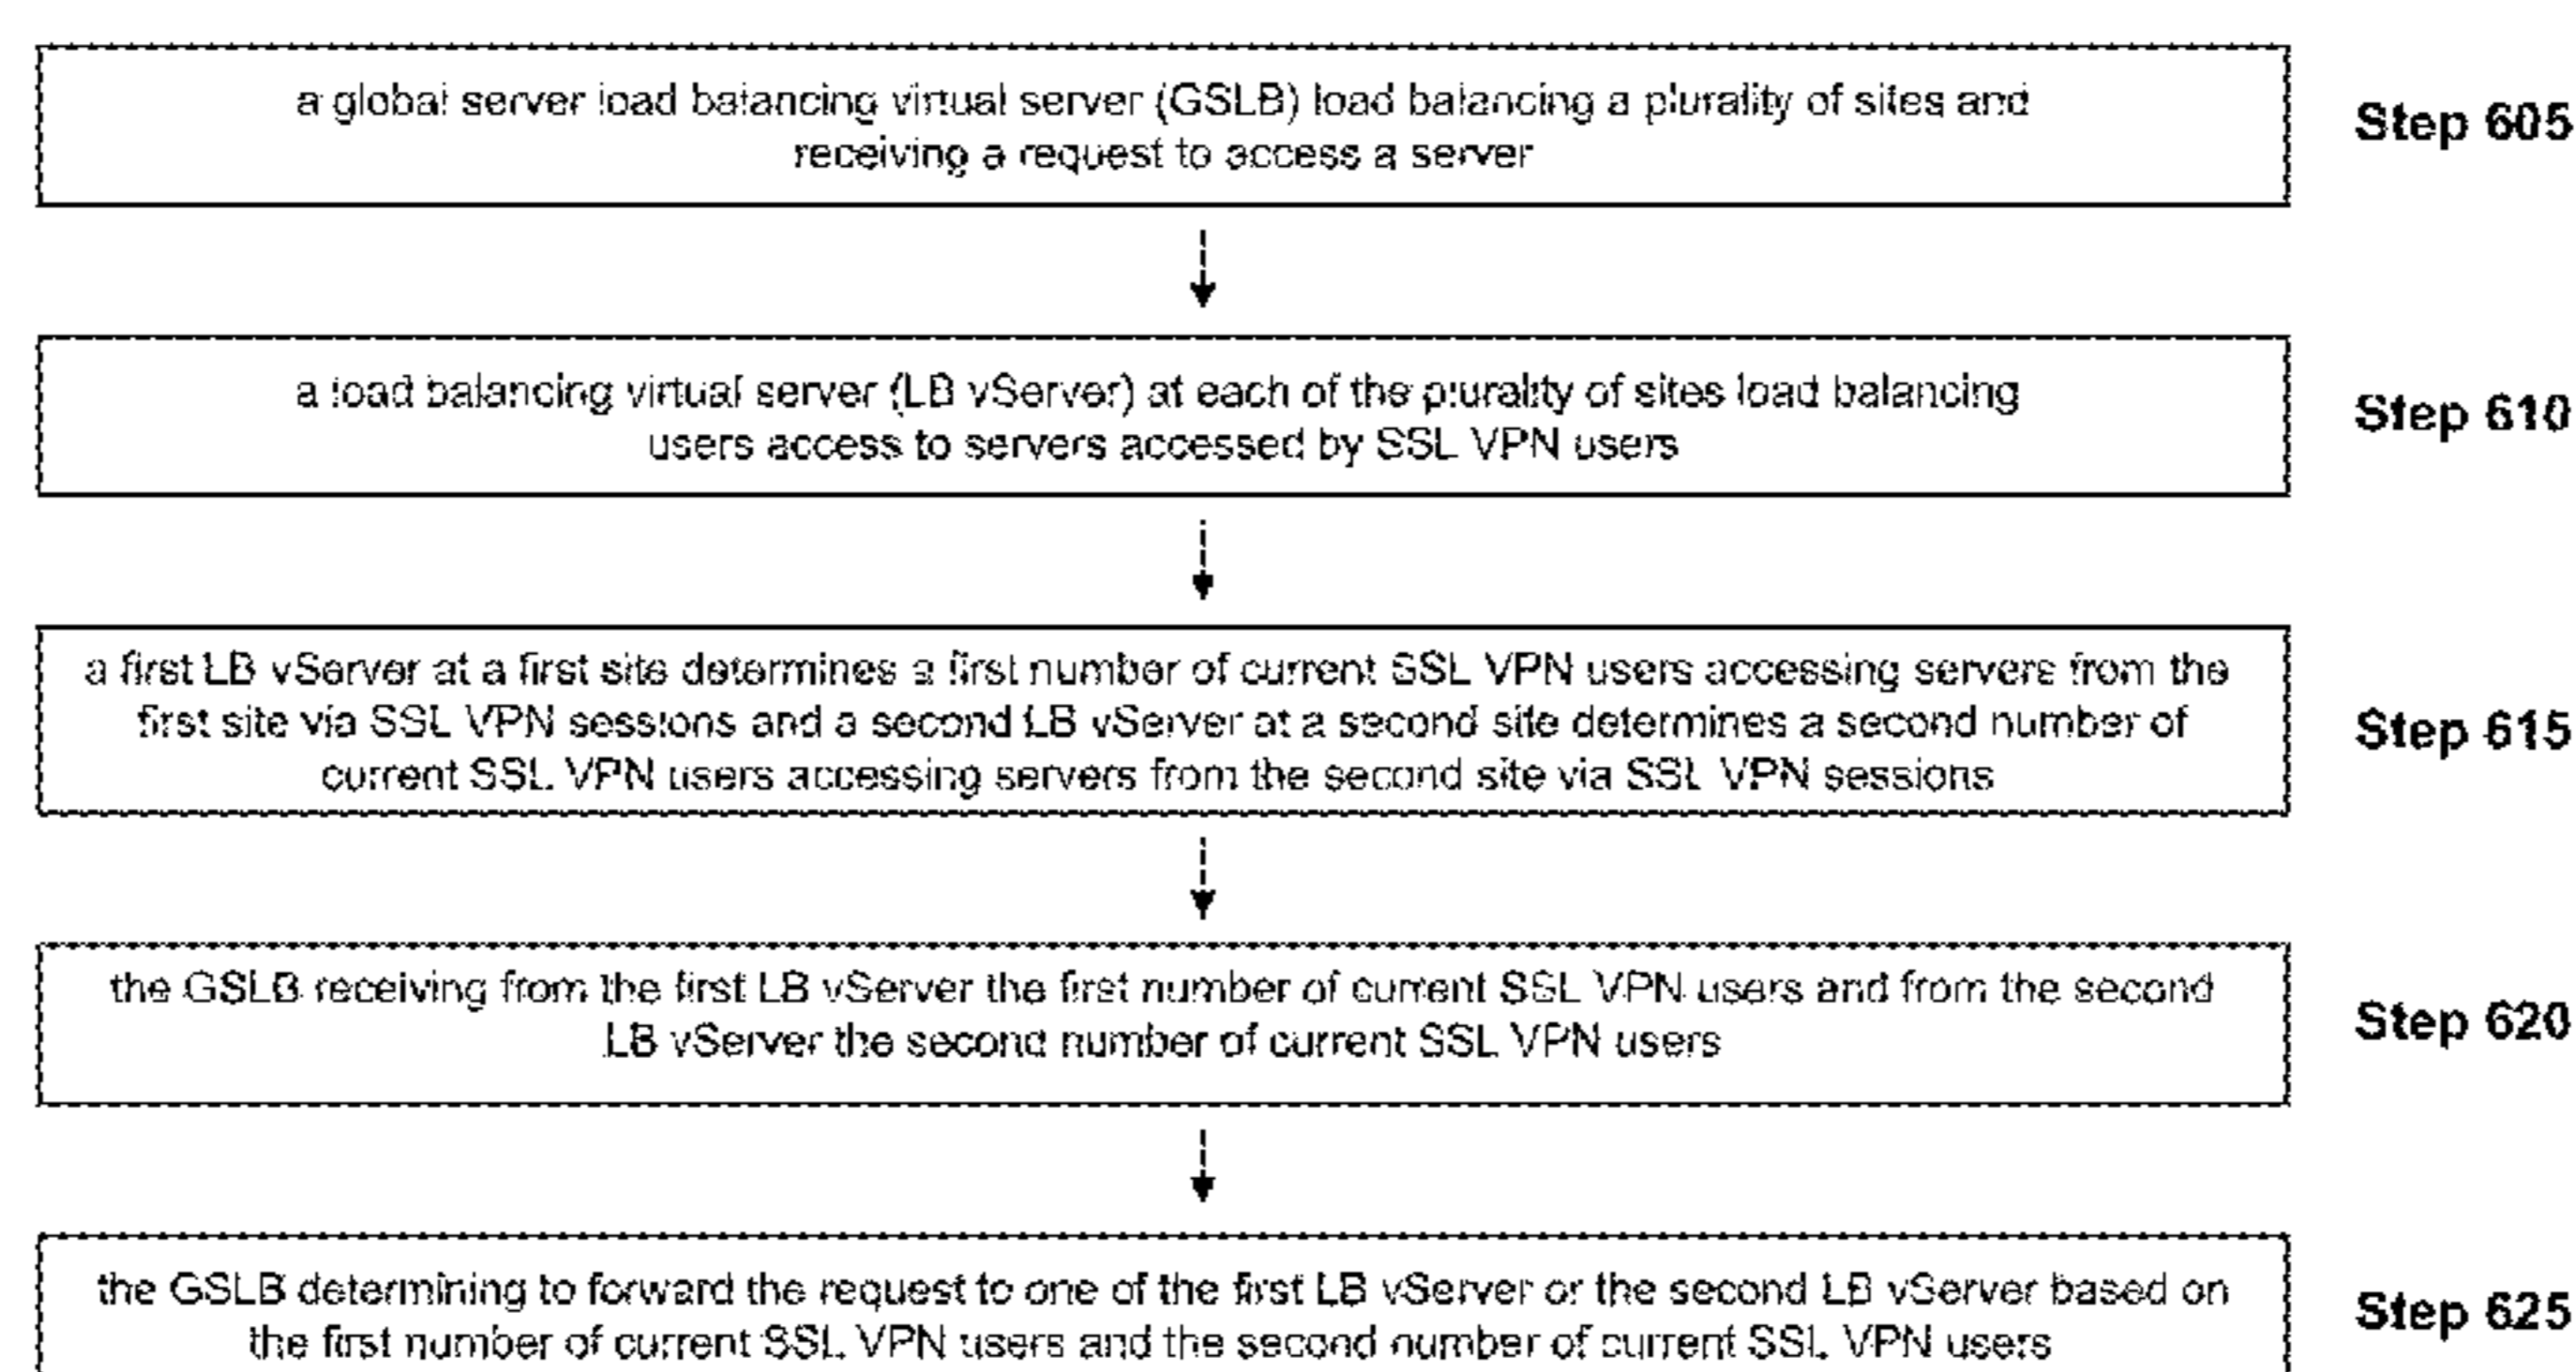 a global server load balancing virtual server (GSLB) load balancing a plurality of sites and
receiving a request to access a server
Step 605
a load balancing virtual server (LB vServer) at each of the plurality of sites load balancing
users access to servers accessed by SSL VPN users
Step 610
a first LB vServer at a first site determines a first number of current SSL VPN users accessing servers from the
first site via SSL VPN sessions and a second LB vServer at a second site determines a second number of
current SSL VPN users accessing servers from the second site via SSL VPN sessions
Step 615
the GSLB receiving from the first LB vServer the first number of current SSL VPN users and from the second
LB vServer the second number of current SSL VPN users
Step 620
the GSLB determining to forward the request to one of the first LB vServer or the second LB vServer based on
the first number of current SSL VPN users and the second number of current SSL VPN users
Step 625